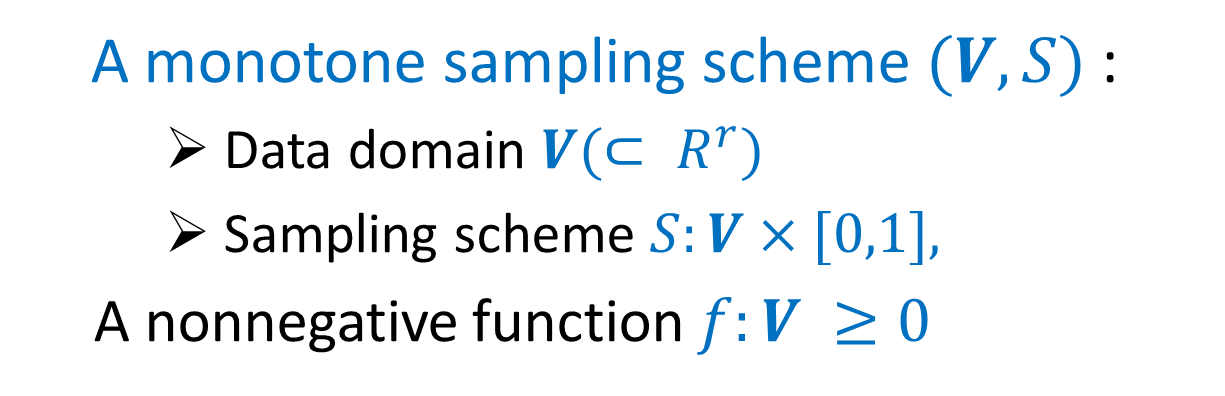 A monotone sampling scheme (V, S) :
➢ Data domain V(⊂ R^r)
➢ Sampling scheme S: V × [0,1],
A nonnegative function f: V ≥ 0